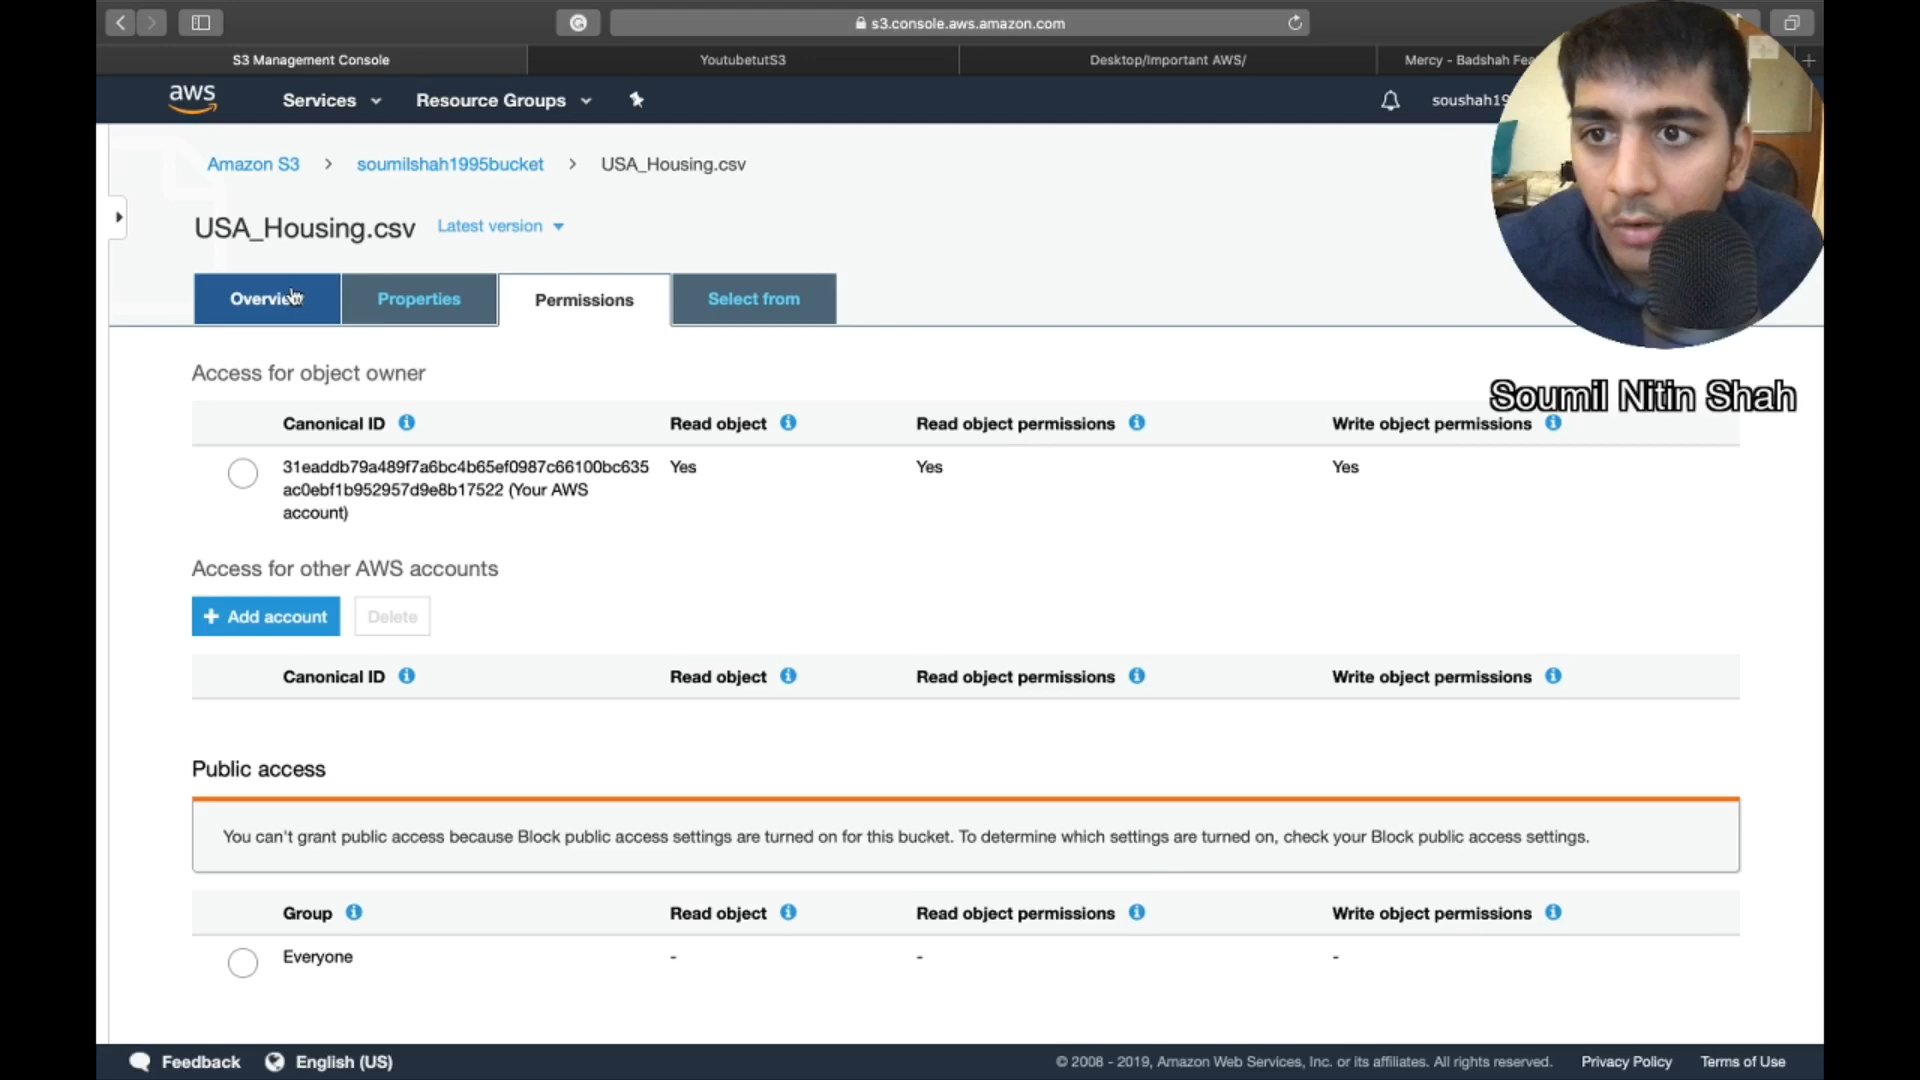 s3.console.aws.amazon.com
S3 Management Console
YoutubetutS3
Desktop/Important AWS/
Mercy - Badshah Fea
aws
Services
Resource Groups
soushah19
Amazon S3 > soumilshah1995bucket > USA_Housing.csv
USA_Housing.csv
Latest version
Overview
Properties
Permissions
Select from
Soumil Nitin Shah
Access for object owner
Canonical ID Read object Read object permissions Write object permissions
31eaddb79a489f7a6bc4b65ef0987c66100bc635 Yes Yes Yes
ac0ebf1b952957d9e8b17522 (Your AWS
account)
Access for other AWS accounts
+ Add account
Delete
Canonical ID Read object Read object permissions Write object permissions
Public access
You can't grant public access because Block public access settings are turned on for this bucket. To determine which settings are turned on, check your Block public access settings.
Group Read object Read object permissions Write object permissions
Everyone - - -
Feedback
English (US)
© 2008 - 2019, Amazon Web Services, Inc. or its affiliates. All rights reserved.
Privacy Policy
Terms of Use